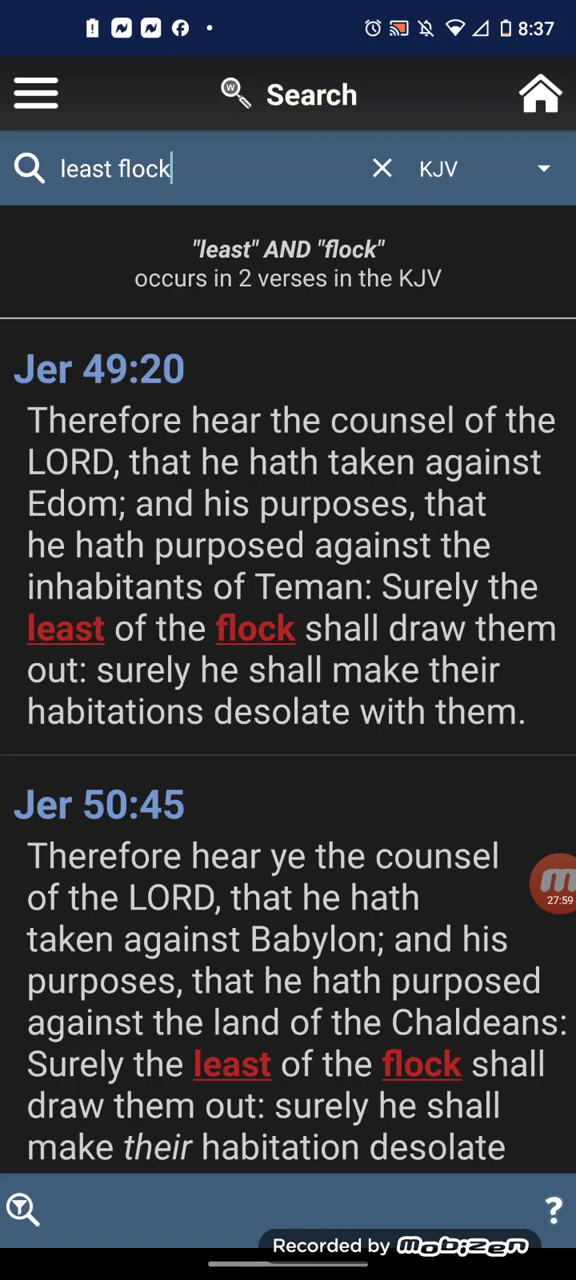 8:37
Search
least flock
KJV
"least" AND "flock"
occurs in 2 verses in the KJV
Jer 49:20
Therefore hear the counsel of the
LORD, that he hath taken against
Edom; and his purposes, that
he hath purposed against the
inhabitants of Teman: Surely the
least of the flock shall draw them
out: surely he shall make their
habitations desolate with them.
Jer 50:45
Therefore hear ye the counsel
of the LORD, that he hath
taken against Babylon; and his
purposes, that he hath purposed
against the land of the Chaldeans:
Surely the least of the flock shall
draw them out: surely he shall
make their habitation desolate
27:59
?
Recorded by mobizen